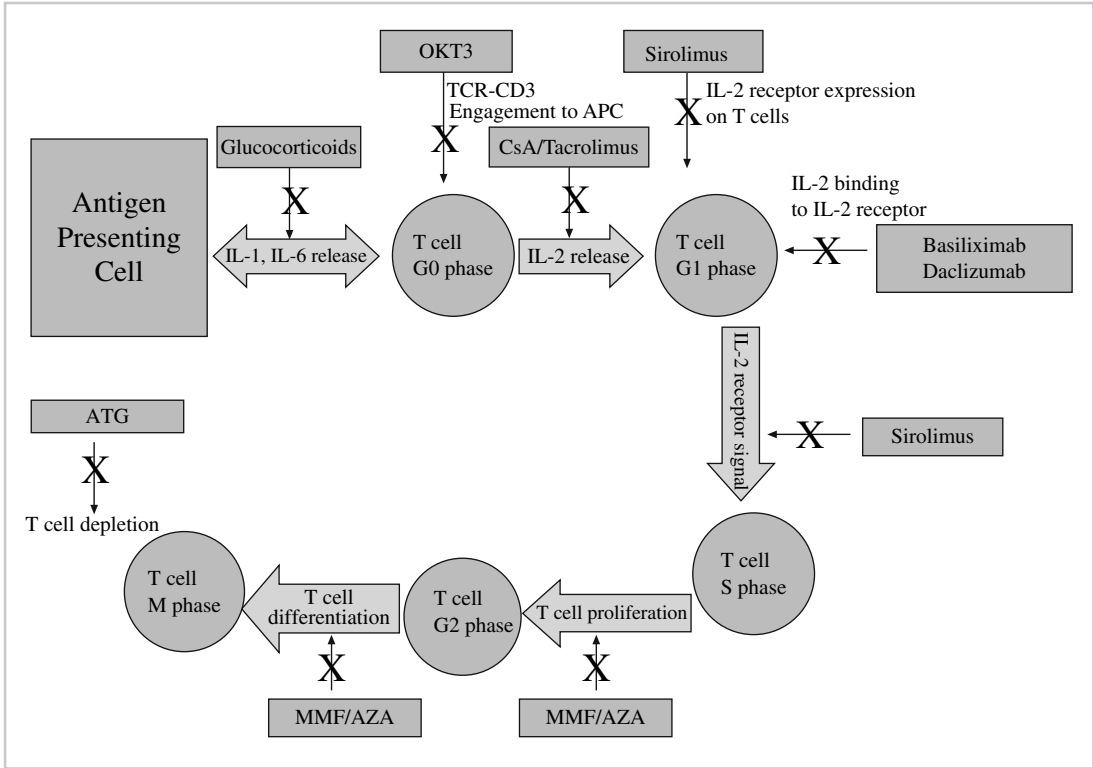 OKT3
Sirolimus
TCR-CD3
Engagement to APC
X
IL-2 receptor expression
on T cells
X
Glucocorticoids
X
CsA/Tacrolimus
X
Antigen
Presenting
Cell
IL-1, IL-6 release
T cell
G0 phase
IL-2 release
T cell
G1 phase
IL-2 binding
to IL-2 receptor
X
Basiliximab
Daclizumab
IL-2 receptor signal
X
Sirolimus
ATG
X
T cell depletion
T cell
S phase
T cell proliferation
X
MMF/AZA
T cell
G2 phase
T cell
differentiation
X
MMF/AZA
T cell
M phase